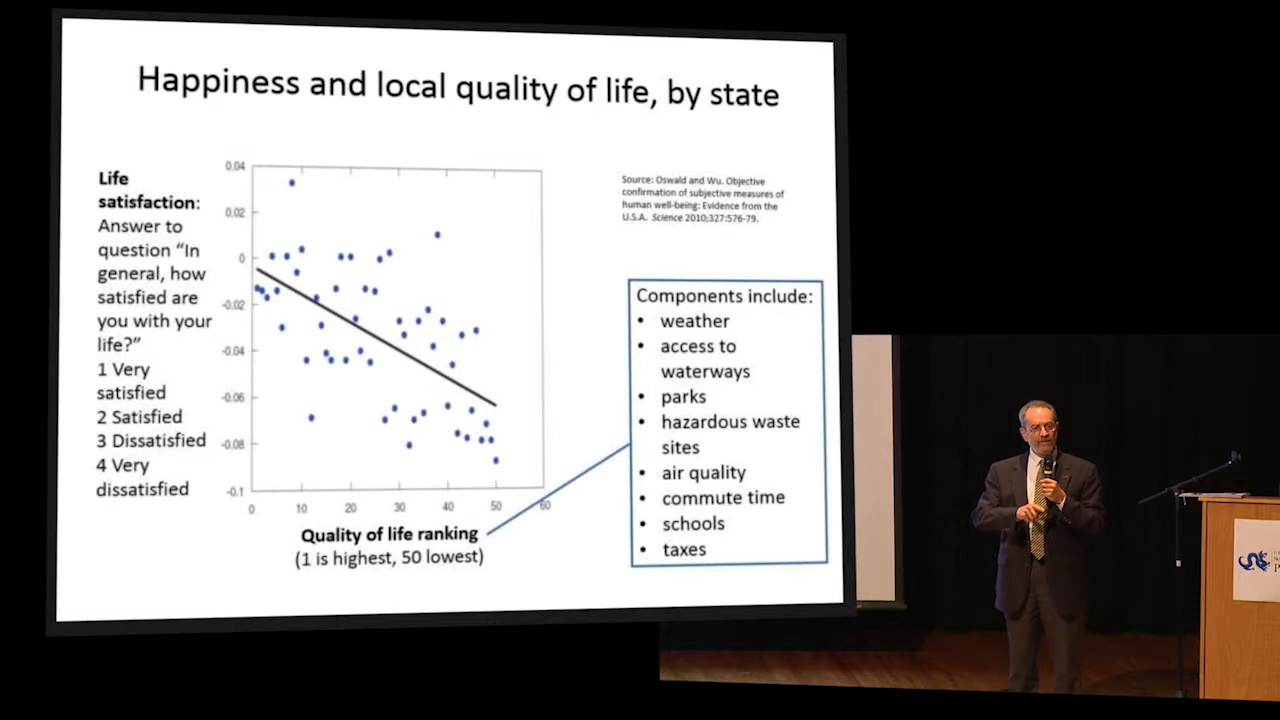 Happiness and local quality of life, by state
Life
satisfaction:
Answer to
question “In
general, how
satisfied are
you with your
life?”
1 Very
satisfied
2 Satisfied
3 Dissatisfied
4 Very
dissatisfied
0.04
0.02
0
-0.02
-0.04
-0.06
-0.08
-0.1
0
10
20
30
40
50
60
Quality of life ranking
(1 is highest, 50 lowest)
Source: Oswald and Wu. Objective
confirmation of subjective measures of
human well-being: Evidence from the
U.S.A. Science 2010;327:576-79.
Components include:
• weather
• access to
waterways
• parks
• hazardous waste
sites
• air quality
• commute time
• schools
• taxes